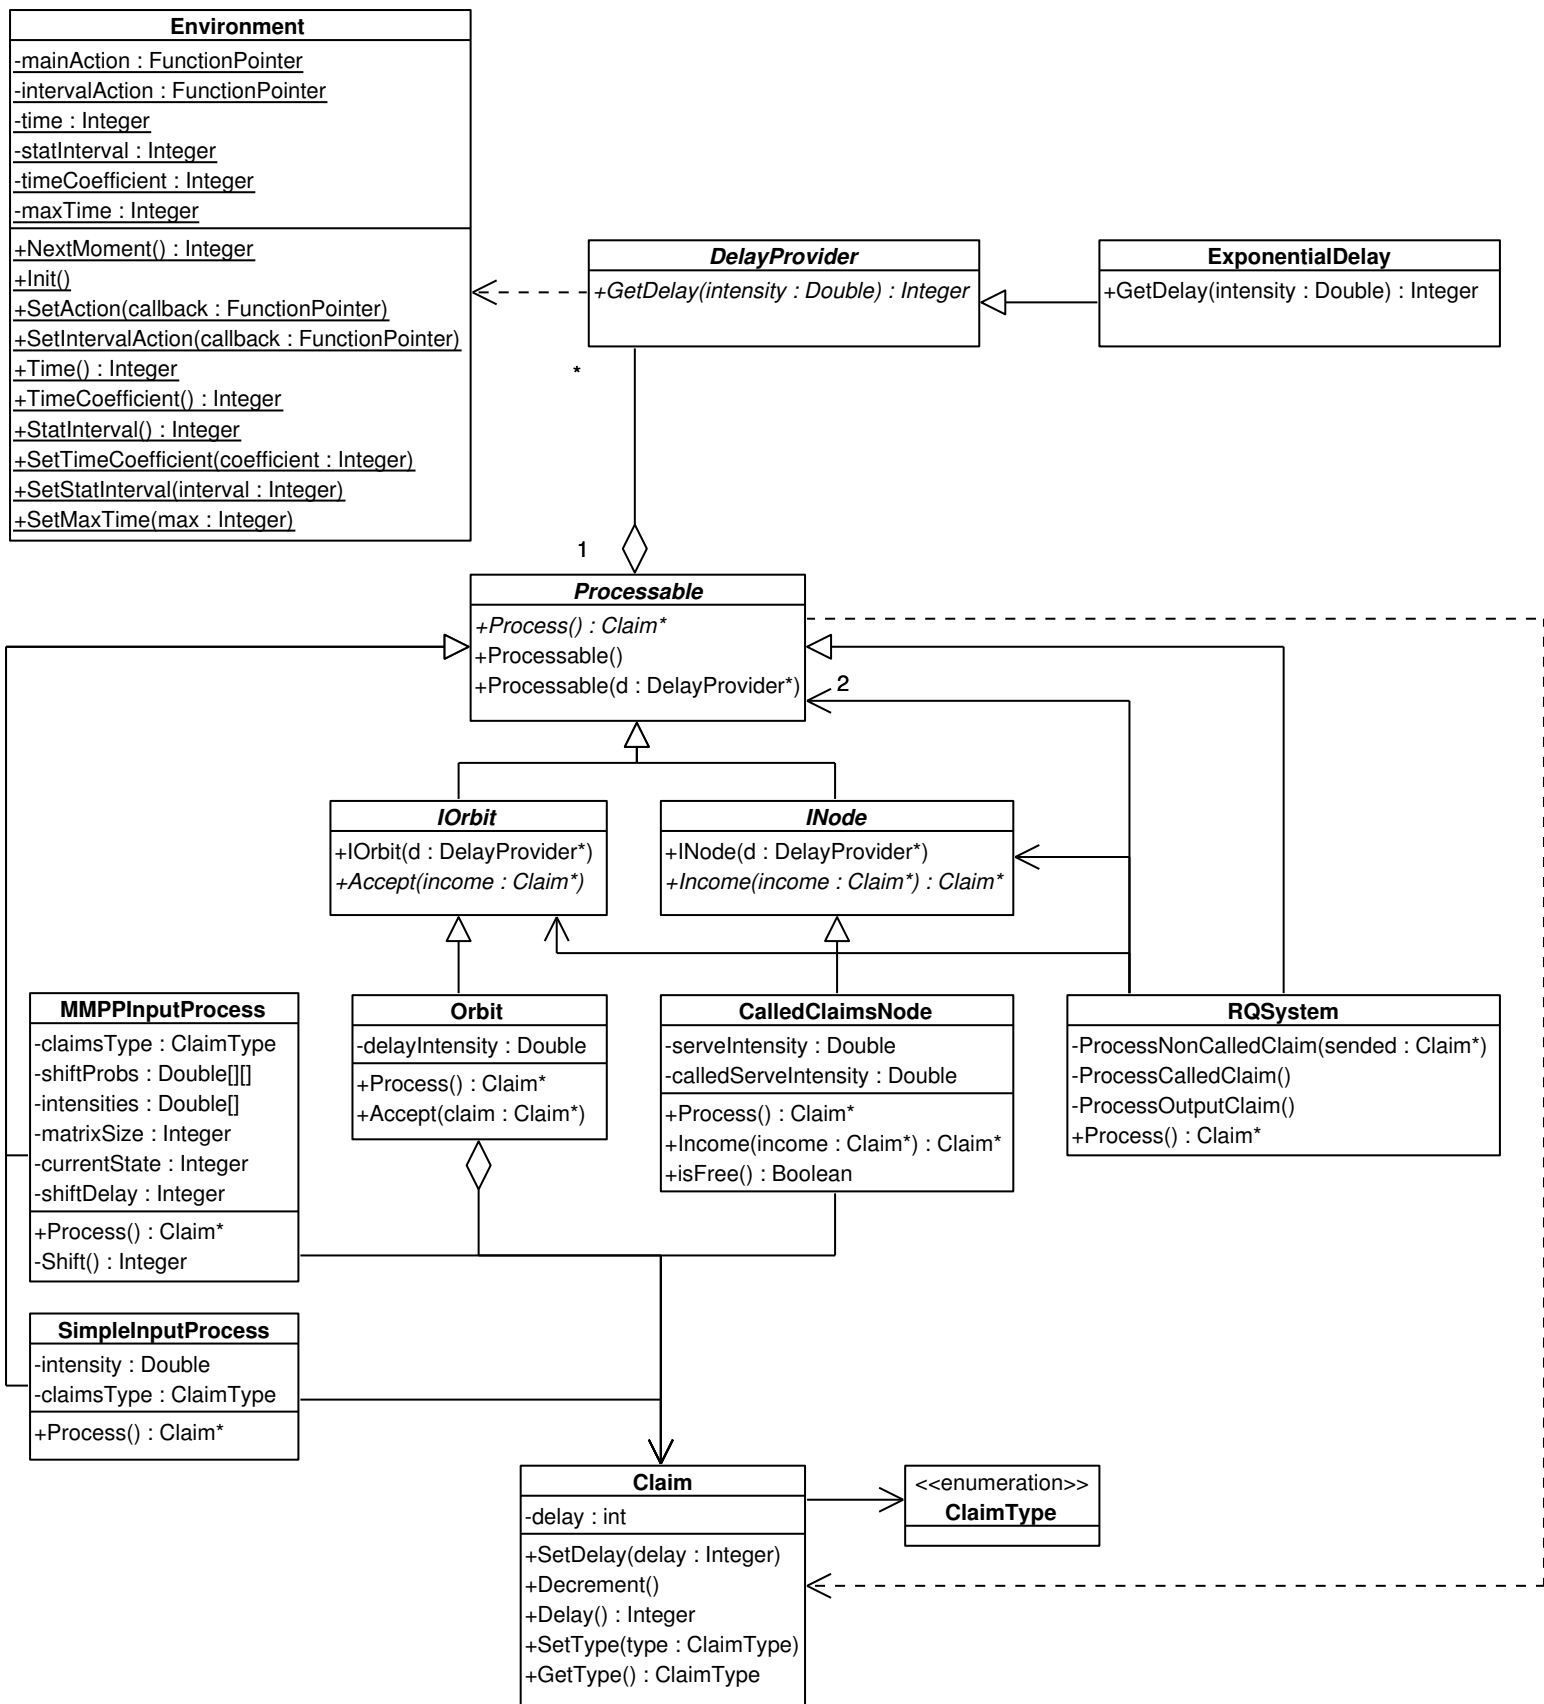 Environment
-mainAction : FunctionPointer
-intervalAction : FunctionPointer
-time : Integer
-statInterval : Integer
-timeCoefficient : Integer
-maxTime : Integer
+NextMoment() : Integer
+Init()
+SetAction(callback : FunctionPointer)
+SetIntervalAction(callback : FunctionPointer)
+Time() : Integer
+TimeCoefficient() : Integer
+StatInterval() : Integer
+SetTimeCoefficient(coefficient : Integer)
+SetStatInterval(interval : Integer)
+SetMaxTime(max : Integer)
DelayProvider
+GetDelay(intensity : Double) : Integer
ExponentialDelay
+GetDelay(intensity : Double) : Integer
*
1
Processable
+Process() : Claim*
+Processable()
+Processable(d : DelayProvider*)
2
IOrbit
+IOrbit(d : DelayProvider*)
+Accept(income : Claim*)
INode
+INode(d : DelayProvider*)
+Income(income : Claim*) : Claim*
MMPPInputProcess
-claimsType : ClaimType
-shiftProbs : Double[][]
-intensities : Double[]
-matrixSize : Integer
-currentState : Integer
-shiftDelay : Integer
+Process() : Claim*
-Shift() : Integer
Orbit
-delayIntensity : Double
+Process() : Claim*
+Accept(claim : Claim*)
CalledClaimsNode
-serveIntensity : Double
-calledServeIntensity : Double
+Process() : Claim*
+Income(income : Claim*) : Claim*
+isFree() : Boolean
RQSystem
-ProcessNonCalledClaim(sended : Claim*)
-ProcessCalledClaim()
-ProcessOutputClaim()
+Process() : Claim*
SimpleInputProcess
-intensity : Double
-claimsType : ClaimType
+Process() : Claim*
Claim
-delay : int
+SetDelay(delay : Integer)
+Decrement()
+Delay() : Integer
+SetType(type : ClaimType)
+GetType() : ClaimType
<<enumeration>>
ClaimType